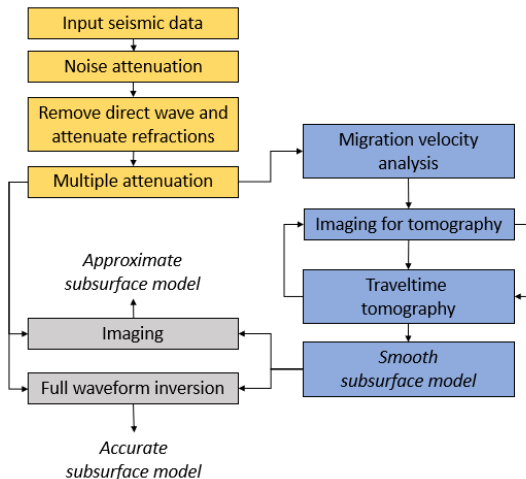 Input seismic data
Noise attenuation
Remove direct wave and
attenuate refractions
Multiple attenuation
Migration velocity
analysis
Imaging for tomography
Traveltime
tomography
Smooth
subsurface model
Approximate
subsurface model
Imaging
Full waveform inversion
Accurate
subsurface model